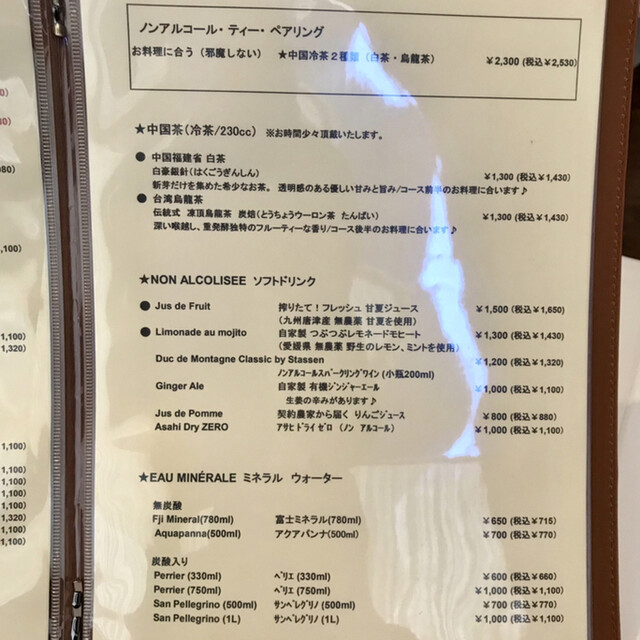 ノンアルコール・ティー・ペアリング
お料理に合う（邪魔しない） ★中国冷茶2種類（白茶・烏龍茶） ￥2,300 (税込￥2,530)
★中国茶（冷茶/230cc） ※お時間少々頂戴いたします。
● 中国福建省 白茶
白豪銀針（はくごうぎんしん） ￥1,300 (税込￥1,430)
新芽だけを集めた希少なお茶。 透明感のある優しい甘みと旨み/コース前半のお料理に合います♪
● 台湾烏龍茶
伝統式 凍頂烏龍茶 炭焙（とうちょうウーロン茶 たんばい） ￥1,300 (税込￥1,430)
深い喉越し、重発酵独特のフルーティーな香り/コース後半のお料理に合います♪
★NON ALCOLISEE ソフトドリンク
● Jus de Fruit 搾りたて！フレッシュ 甘夏ジュース ￥1,500 (税込￥1,650)
（九州唐津産 無農薬 甘夏を使用）
● Limonade au mojito 自家製 つぶつぶレモネードモヒート ￥1,300 (税込￥1,430)
（愛媛県 無農薬 野生のレモン、ミントを使用）
Duc de Montagne Classic by Stassen ￥1,200 (税込￥1,320)
ﾉﾝｱﾙｺｰﾙｽﾊﾟｰｸﾘﾝｸﾞﾜｲﾝ (小瓶200ml)
Ginger Ale 自家製 有機ｼﾞﾝｼﾞｬｰｴｰﾙ ￥1,000 (税込￥1,100)
生姜の辛みがあります♪
Jus de Pomme 契約農家から届く りんごｼﾞｭｰｽ ￥800 (税込￥880)
Asahi Dry ZERO ｱｻﾋ ﾄﾞﾗｲ ｾﾞﾛ （ﾉﾝ ｱﾙｺｰﾙ） ￥1,000 (税込￥1,100)
★EAU MINÉRALE ミネラル ウォーター
無炭酸
Fji Mineral(780ml) 富士ミネラル(780ml) ￥650 (税込￥715)
Aquapanna(500ml) アクアパンナ(500ml) ￥700 (税込￥770)
炭酸入り
Perrier (330ml) ﾍﾟﾘｴ (330ml) ￥600 (税込￥660)
Perrier (750ml) ﾍﾟﾘｴ (750ml) ￥1,000 (税込￥1,100)
San Pellegrino (500ml) ｻﾝﾍﾟﾚｸﾞﾘﾉ (500ml) ￥700 (税込￥770)
San Pellegrino (1L) ｻﾝﾍﾟﾚｸﾞﾘﾉ (1L) ￥1,000 (税込￥1,100)